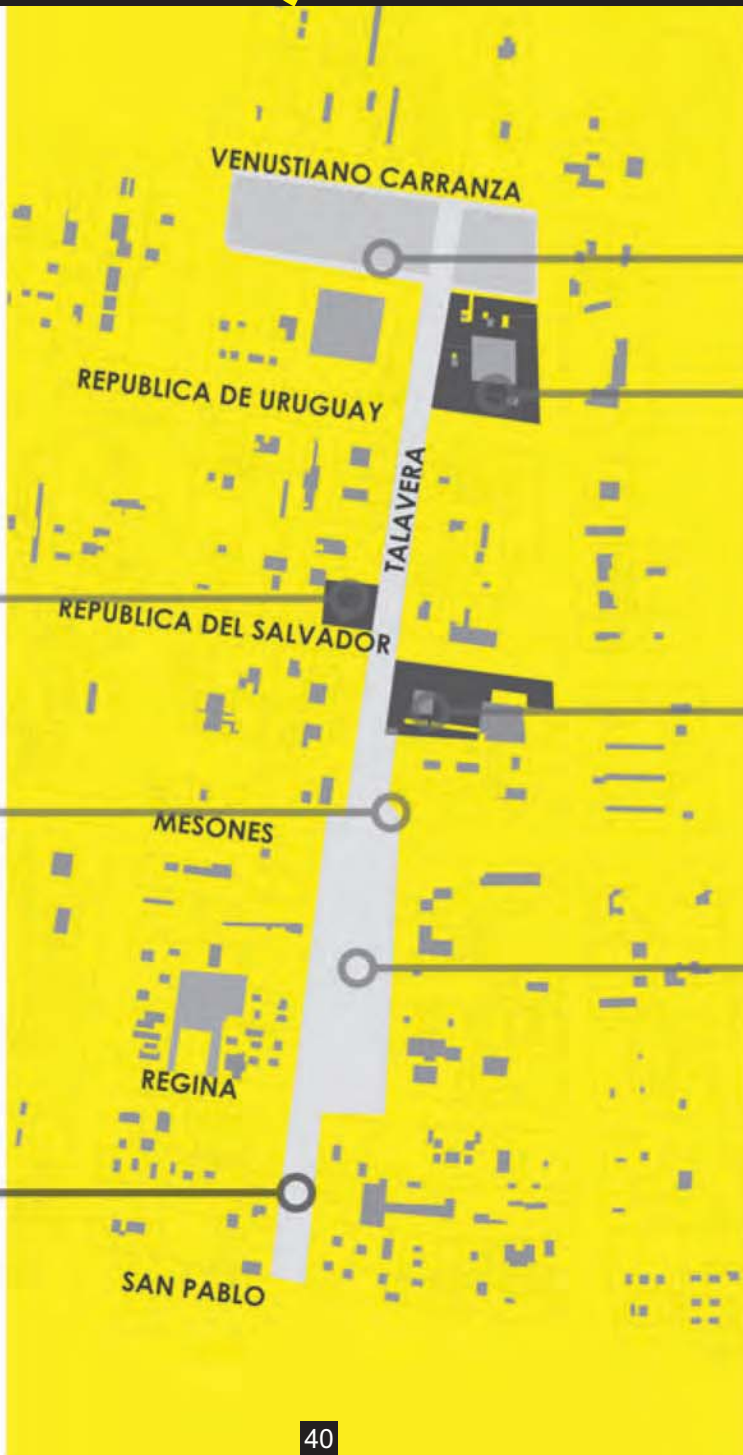 VENUSTIANO CARRANZA
REPUBLICA DE URUGUAY
TALAVERA
REPUBLICA DEL SALVADOR
MESONES
REGINA
SAN PABLO
40